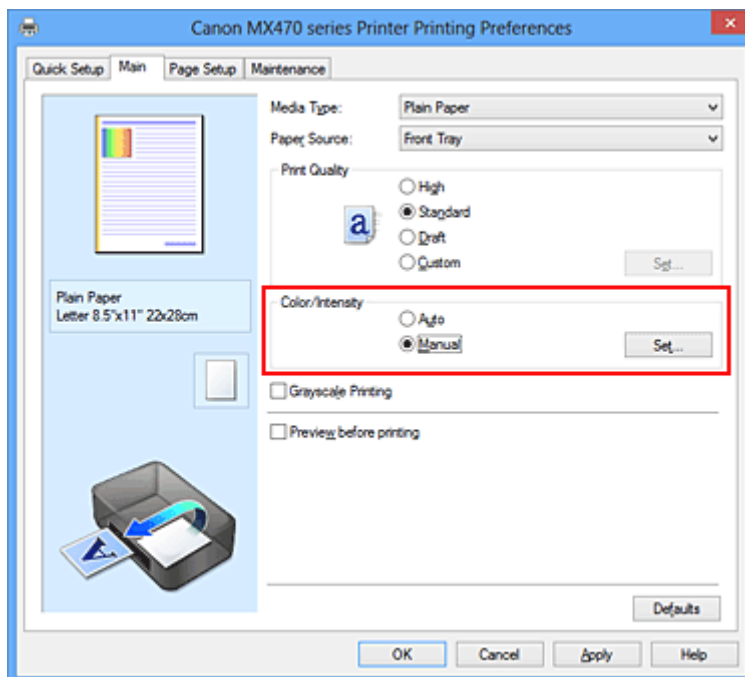 Canon MX470 series Printer Printing Preferences
Quick Setup Main Page Setup Maintenance
Media Type: Plain Paper
Paper Source: Front Tray
Print Quality
High
a Standard
Draft
Custom Set...
Plain Paper
Letter 8.5"x11" 22x28cm
Color/Intensity
Auto
Manual Set...
Grayscale Printing
Preview before printing
A
Defaults
OK Cancel Apply Help